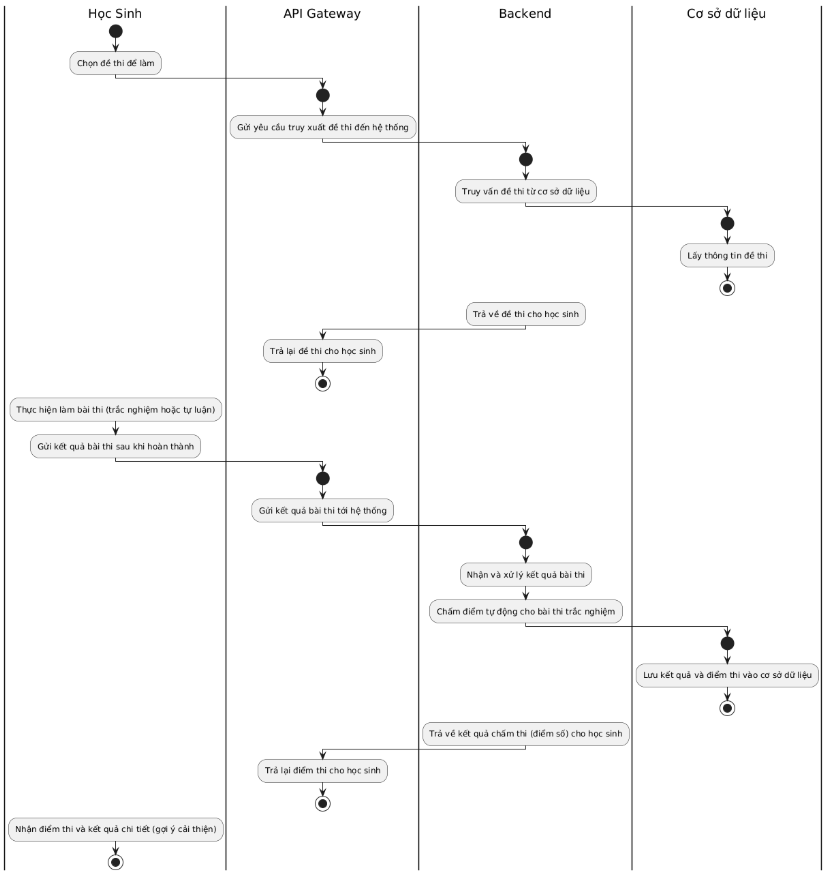 Học Sinh
API Gateway
Backend
Cơ sở dữ liệu
Chọn đề thi để làm
Gửi yêu cầu truy xuất đề thi đến hệ thống
Truy vấn đề thi từ cơ sở dữ liệu
Lấy thông tin đề thi
Trả về đề thi cho học sinh
Trả lại đề thi cho học sinh
Thực hiện làm bài thi (trắc nghiệm hoặc tự luận)
Gửi kết quả bài thi sau khi hoàn thành
Gửi kết quả bài thi tới hệ thống
Nhận và xử lý kết quả bài thi
Chấm điểm tự động cho bài thi trắc nghiệm
Lưu kết quả và điểm thi vào cơ sở dữ liệu
Trả về kết quả chấm thi (điểm số) cho học sinh
Trả lại điểm thi cho học sinh
Nhận điểm thi và kết quả chi tiết (gợi ý cải thiện)